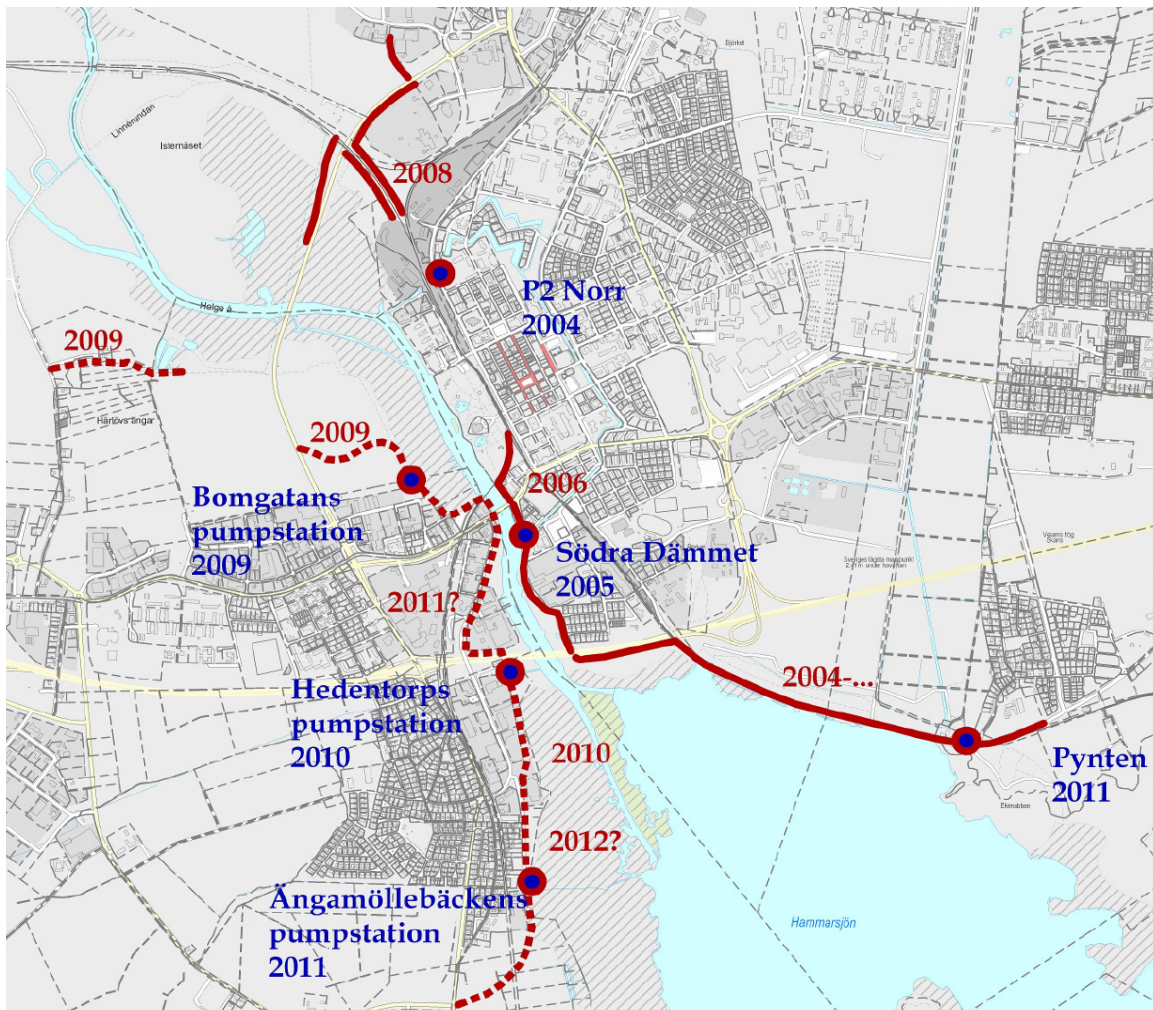 Björkel
Linnérundan
Isternäset
2008
P2 Norr
2004
Helge å
2009
Härlövs ängar
2009
2006
Bomgatans
pumpstation
2009
Södra Dämmet
2005
2011?
2004-...
Hedentorps
pumpstation
2010
2010
Pynten
2011
Ekenabben
2012?
Ängamöllebäckens
pumpstation
2011
Hammarsjön